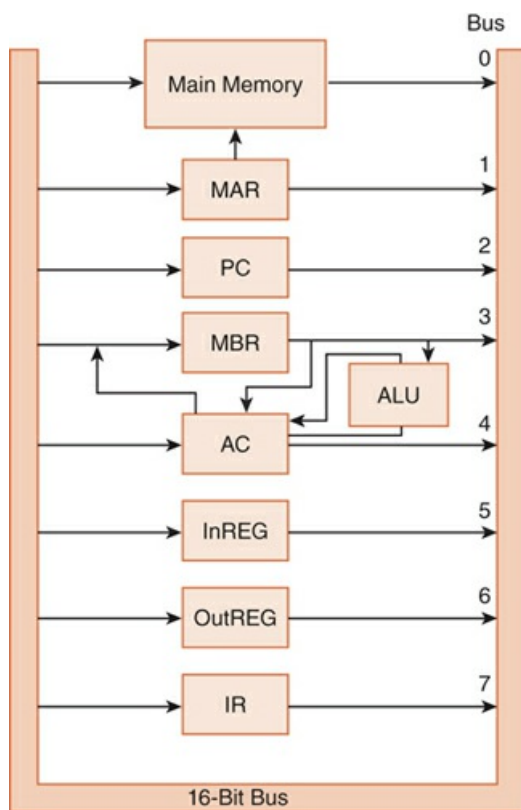 Bus
0
Main Memory
1
MAR
2
PC
3
MBR
ALU
4
AC
5
InREG
6
OutREG
7
IR
16-Bit Bus